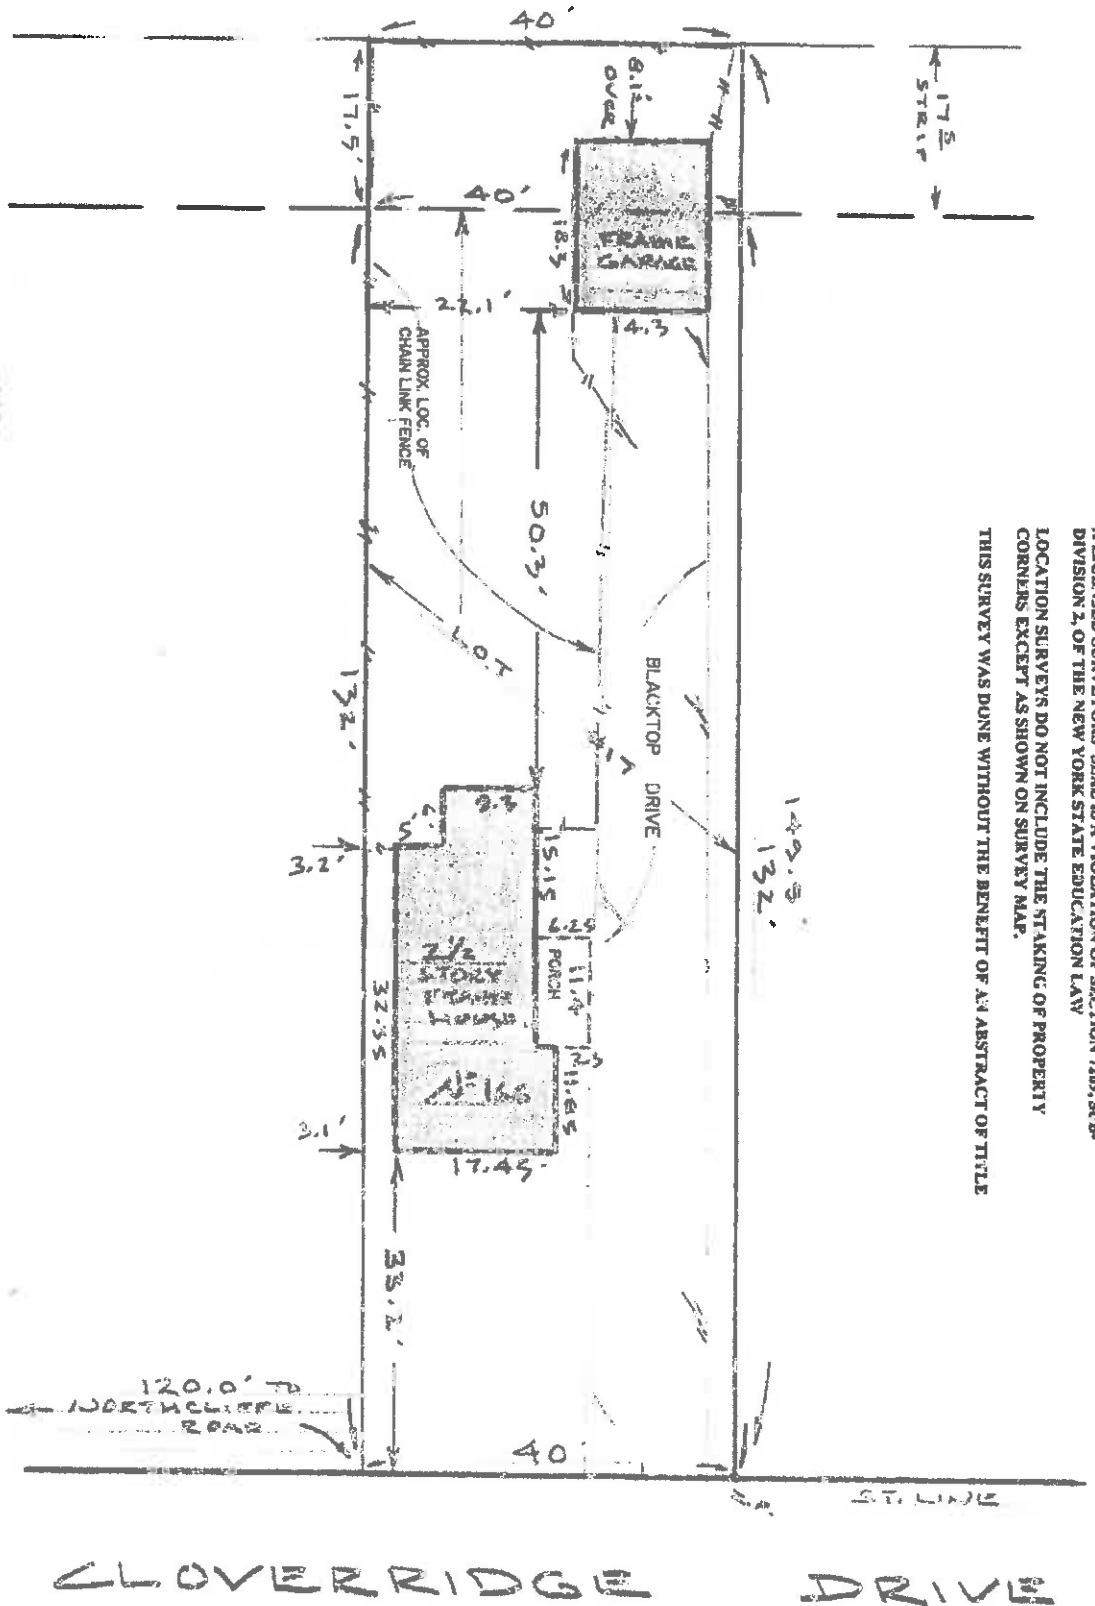 40'
17.5'
8.1'
OVER
17 5
STRIP
40'
18.3
FRAME
GARAGE
22.1'
14.3
APPROX. LOC. OF
CHAIN LINK FENCE
50.3'
LOT
BLACKTOP DRIVE
132'
149.5'
132'
9.3
5'
3.2'
15.15
6.25
PORCH
11.4
2 1/2
STORY
FRAME
HOUSE
Nº 166
32.35
2.3
11.65
3.1'
17.45
120.0' TO
NORTHCLIFFE
ROAD
40
ST. LINE
CLOVERRIDGE DRIVE
DIVISION 2, OF THE NEW YORK STATE EDUCATION LAW
LOCATION SURVEYS DO NOT INCLUDE THE STAKING OF PROPERTY
CORNERS EXCEPT AS SHOWN ON SURVEY MAP.
THIS SURVEY WAS DONE WITHOUT THE BENEFIT OF AN ABSTRACT OF TITLE